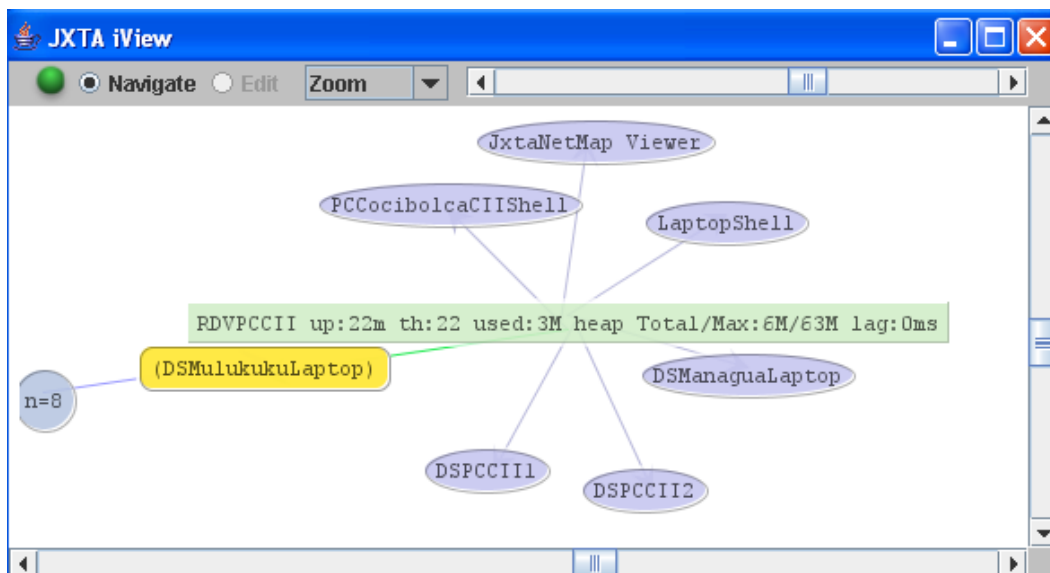 JXTA iView
Navigate Edit Zoom
JxtaNetMap Viewer
PCCocibolcaCIIShell
LaptopShell
RDVPCCII up:22m th:22 used:3M heap Total/Max:6M/63M lag:0ms
(DSMulukukuLaptop)
DSManaguaLaptop
n=8
DSPCCII1
DSPCCII2